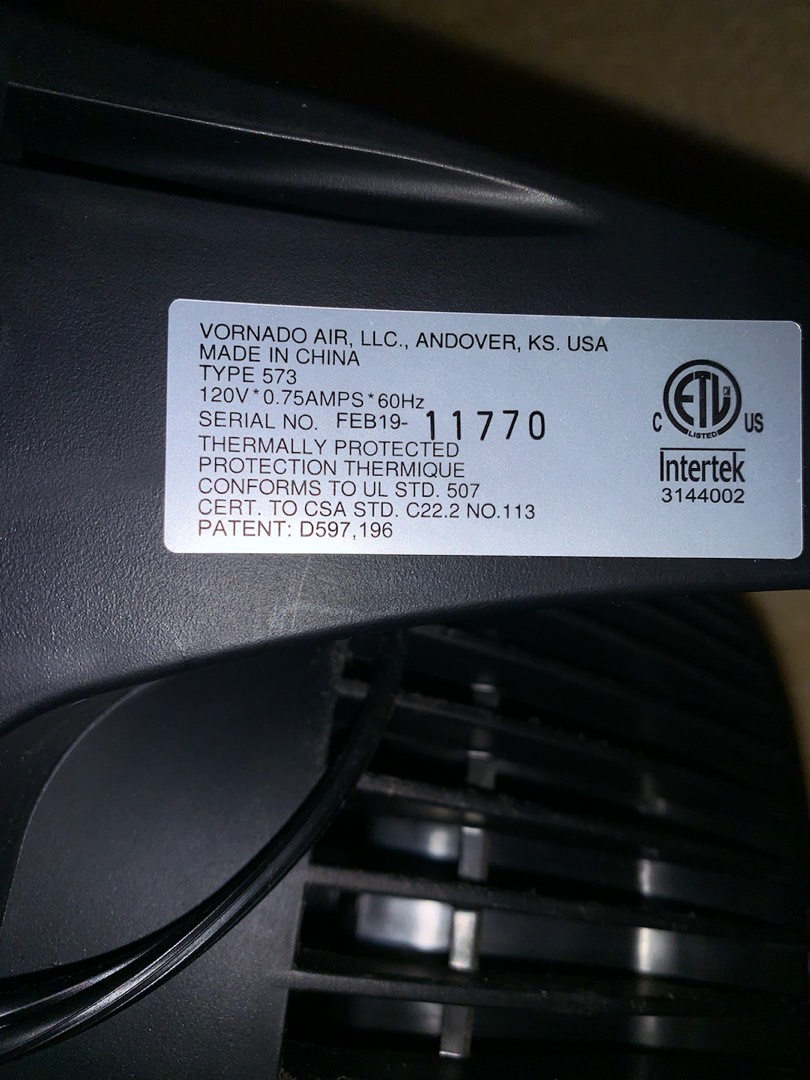 VORNADO AIR, LLC., ANDOVER, KS. USA
MADE IN CHINA
TYPE 573
120V*0.75AMPS*60Hz
SERIAL NO. FEB19-11770
THERMALLY PROTECTED
PROTECTION THERMIQUE
CONFORMS TO UL STD. 507
CERT. TO CSA STD. C22.2 NO.113
PATENT: D597,196
ETL CM
LISTED
C US
Intertek
3144002